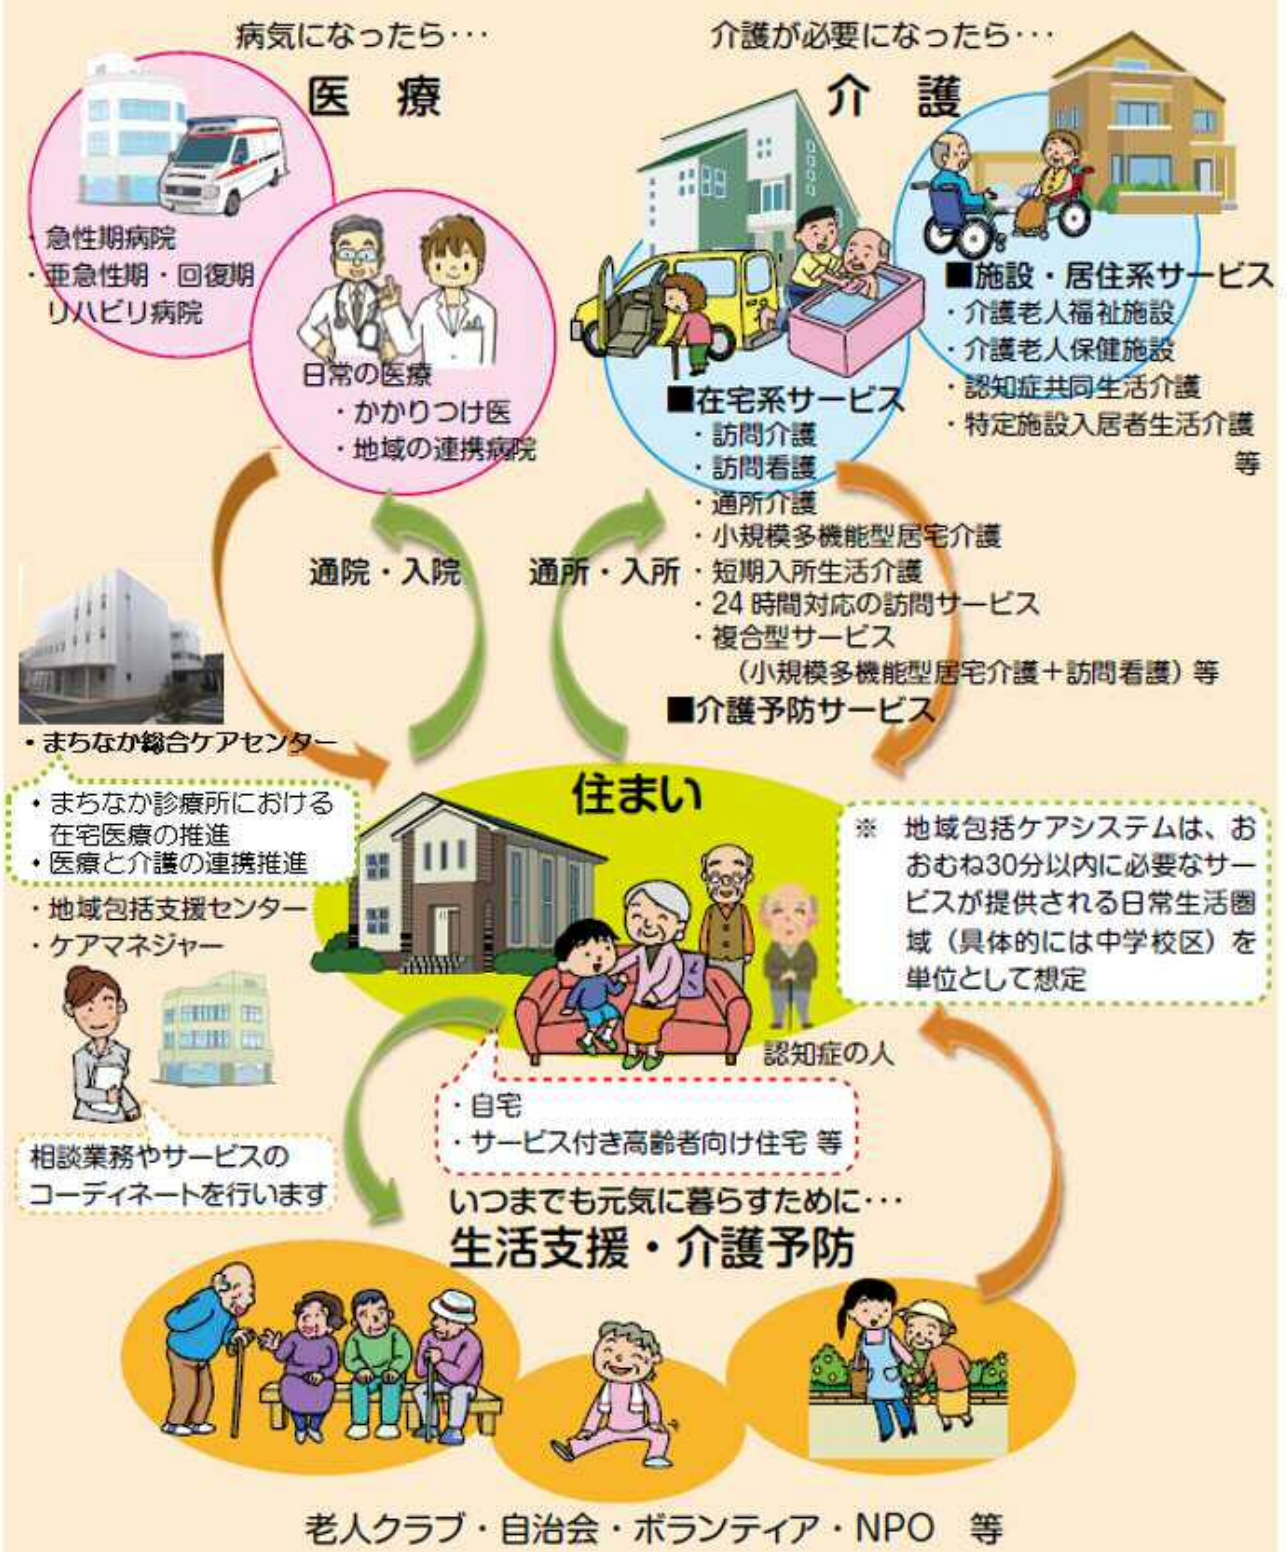 病気になったら･･･
医 療
・急性期病院
・亜急性期・回復期
リハビリ病院
日常の医療
・かかりつけ医
・地域の連携病院
介護が必要になったら･･･
介 護
■施設・居住系サービス
・介護老人福祉施設
・介護老人保健施設
・認知症共同生活介護
・特定施設入居者生活介護
等
■在宅系サービス
・訪問介護
・訪問看護
・通所介護
・小規模多機能型居宅介護
・短期入所生活介護
・24時間対応の訪問サービス
・複合型サービス
（小規模多機能型居宅介護＋訪問看護）等
■介護予防サービス
通院・入院
通所・入所
・まちなか総合ケアセンター
・まちなか診療所における
在宅医療の推進
・医療と介護の連携推進
・地域包括支援センター
・ケアマネジャー
相談業務やサービスの
コーディネートを行います
住まい
※ 地域包括ケアシステムは、お
おむね30分以内に必要なサー
ビスが提供される日常生活圏
域（具体的には中学校区）を
単位として想定
認知症の人
・自宅
・サービス付き高齢者向け住宅 等
いつまでも元気に暮らすために･･･
生活支援・介護予防
老人クラブ・自治会・ボランティア・NPO 等